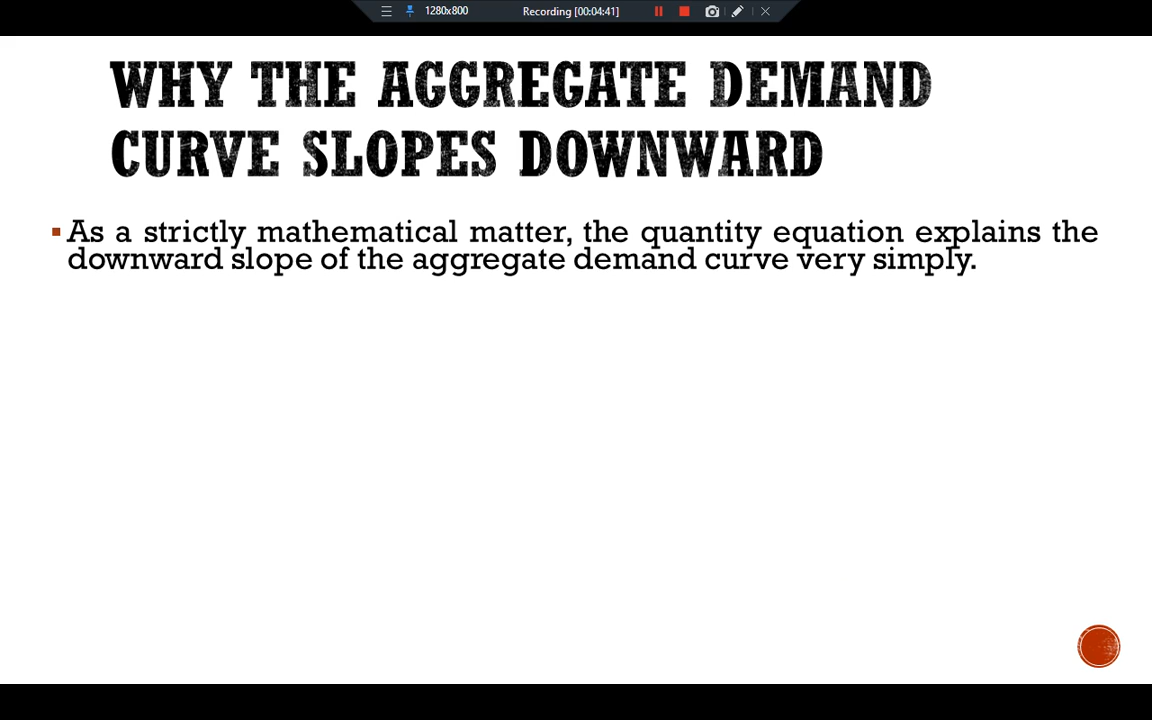 1280x800 Recording [00:04:41]
WHY THE AGGREGATE DEMAND
CURVE SLOPES DOWNWARD
▪ As a strictly mathematical matter, the quantity equation explains the
downward slope of the aggregate demand curve very simply.